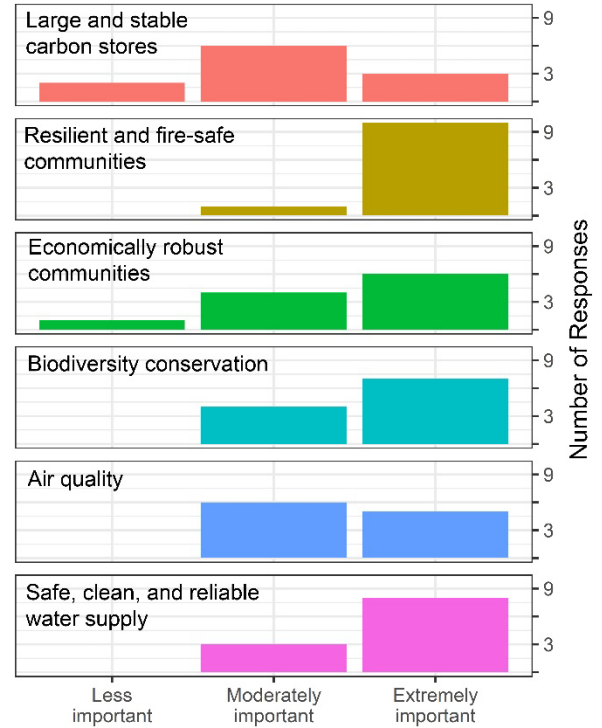 Large and stable
carbon stores
9
3
Resilient and fire-safe
communities
9
3
Economically robust
communities
9
3
Biodiversity conservation
9
3
Air quality
9
3
Safe, clean, and reliable
water supply
9
3
Number of Responses
Less
important
Moderately
important
Extremely
important